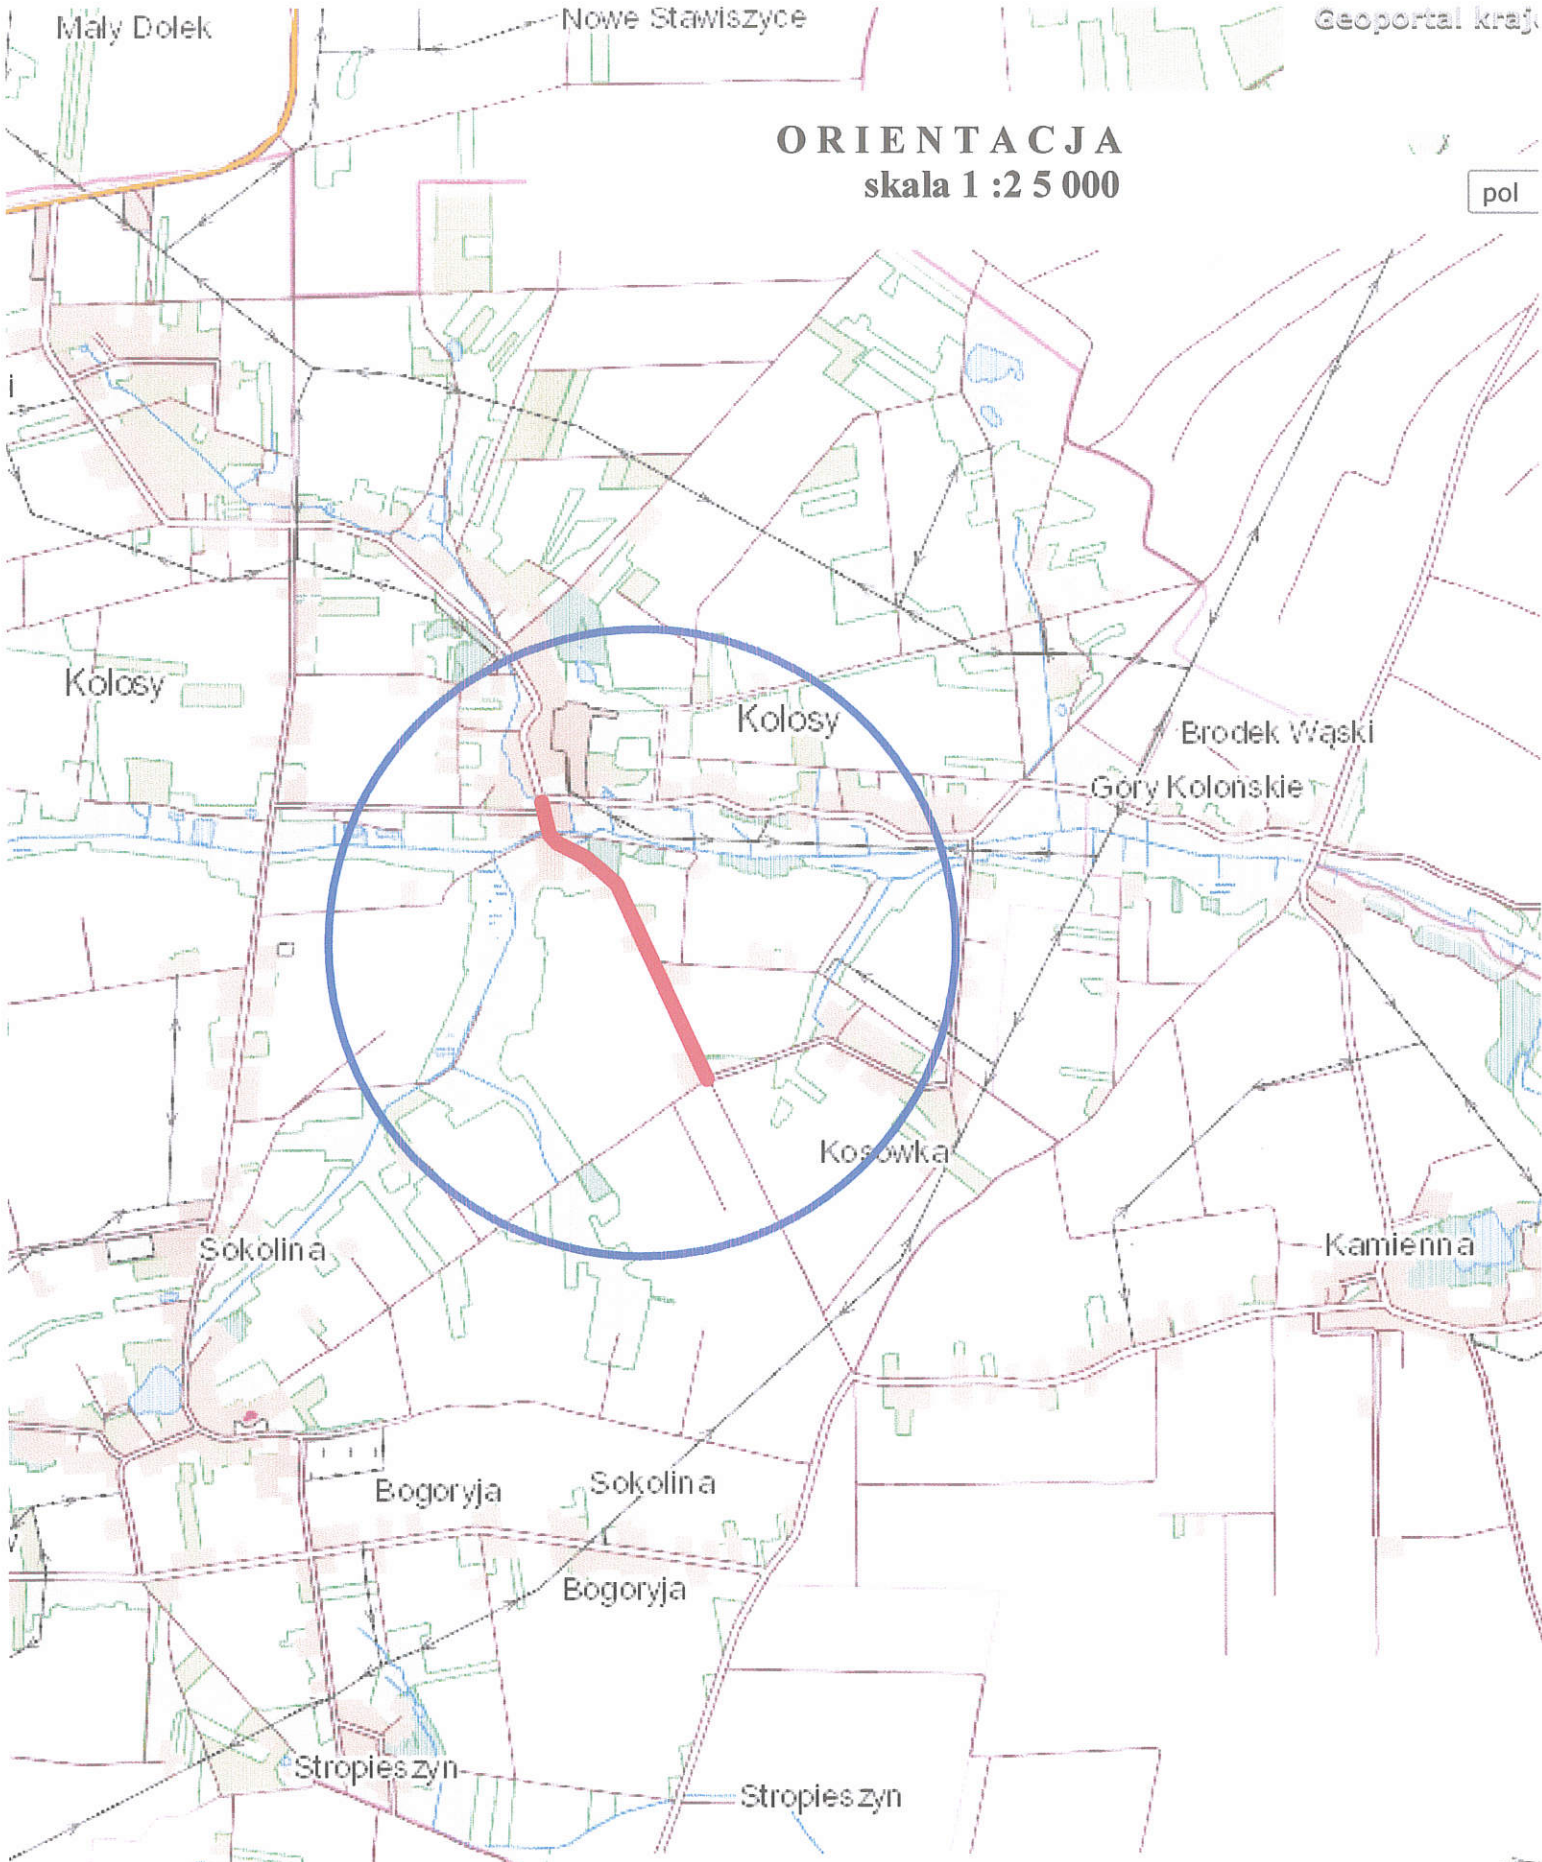 Mały Dołek
Nowe Stawiszyce
Geoportal kraj
ORIENTACJA
skala 1 :2 5 000
pol
i
Kolosy
Kolosy
Brodek Wąski
Góry Kolońskie
Kosówka
Sokolina
Kamienna
Bogoryja
Sokolina
Bogoryja
Stropieszyn
Stropieszyn